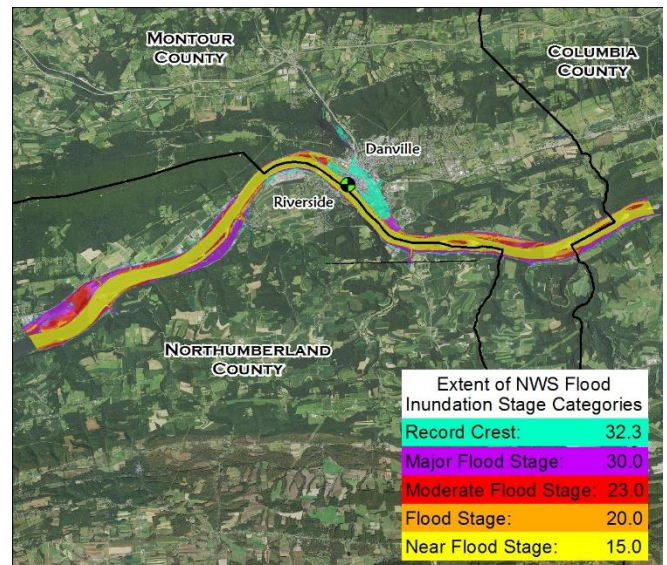 MONTOUR
COUNTY
COLUMBIA
COUNTY
Danville
Riverside
NORTHUMBERLAND
COUNTY
Extent of NWS Flood
Inundation Stage Categories
Record Crest: 32.3
Major Flood Stage: 30.0
Moderate Flood Stage: 23.0
Flood Stage: 20.0
Near Flood Stage: 15.0